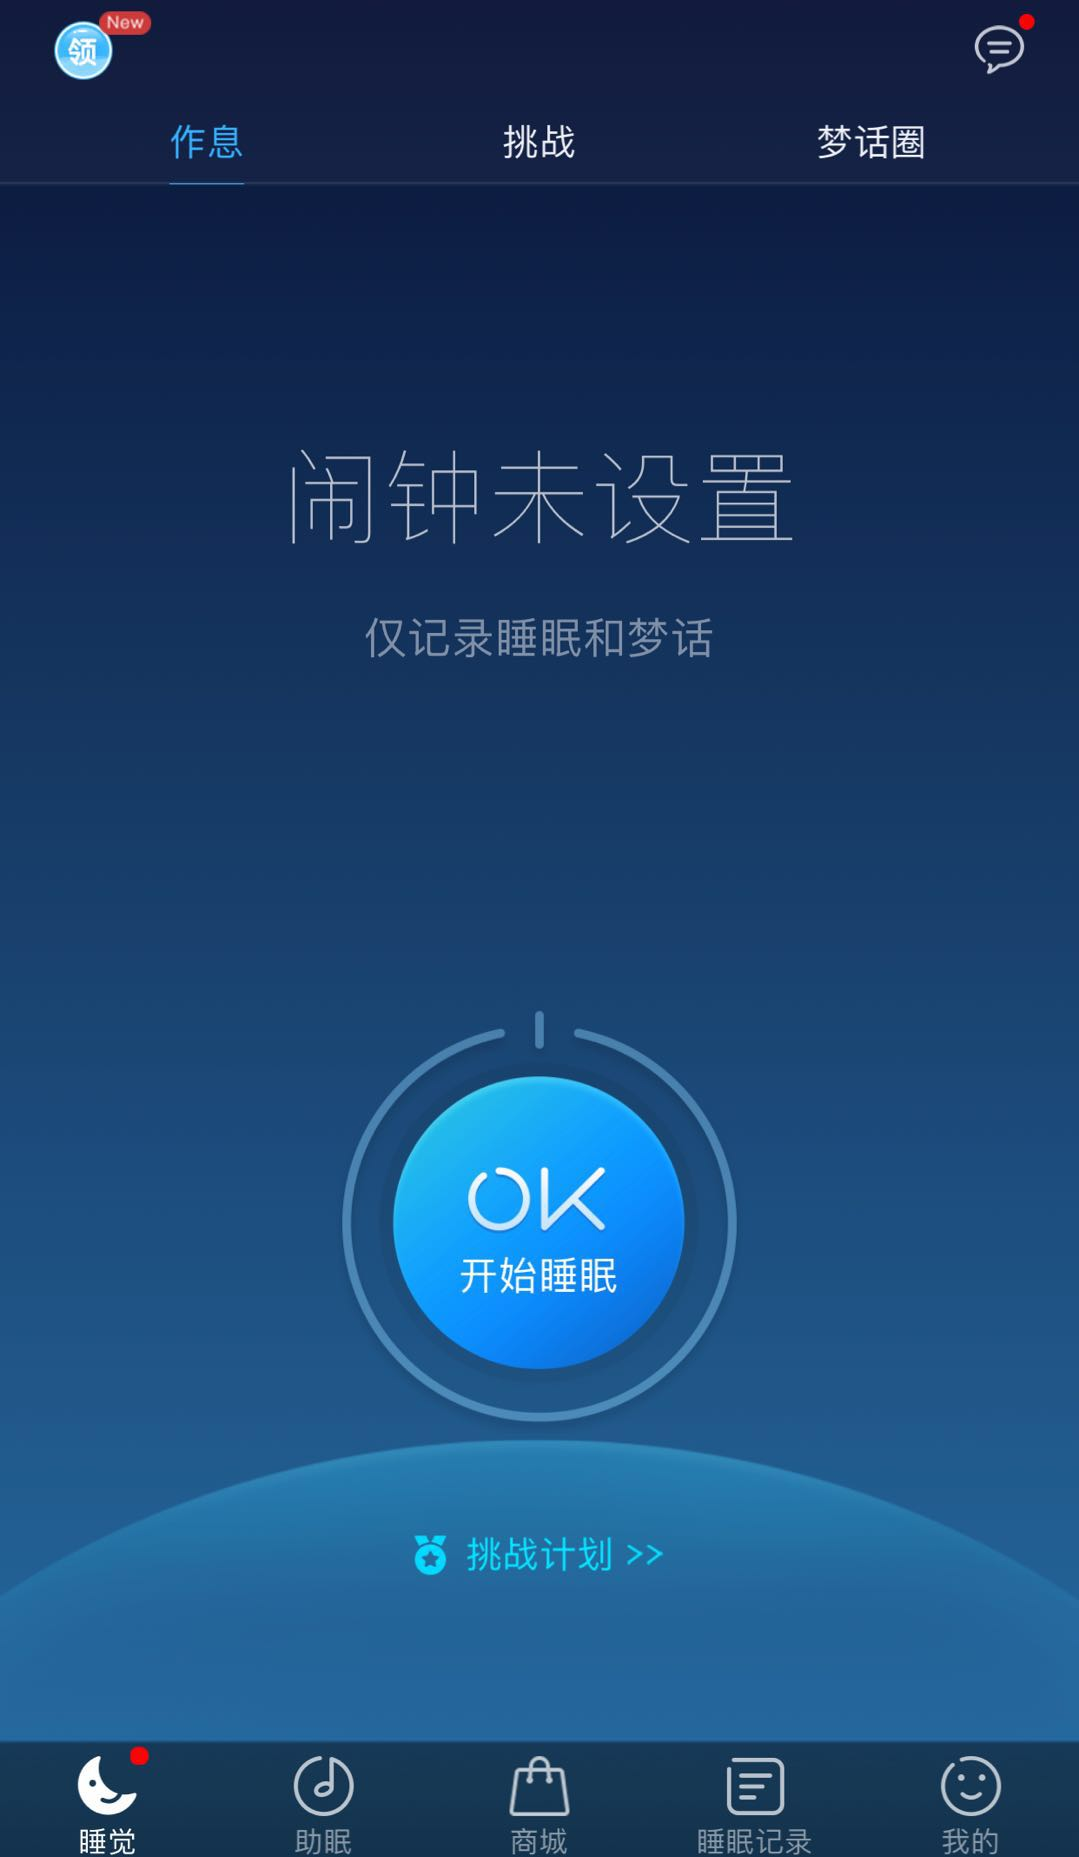 领
New
作息
挑战
梦话圈
闹钟未设置
仅记录睡眠和梦话
OK
开始睡眠
挑战计划 >>
睡觉
助眠
商城
睡眠记录
我的